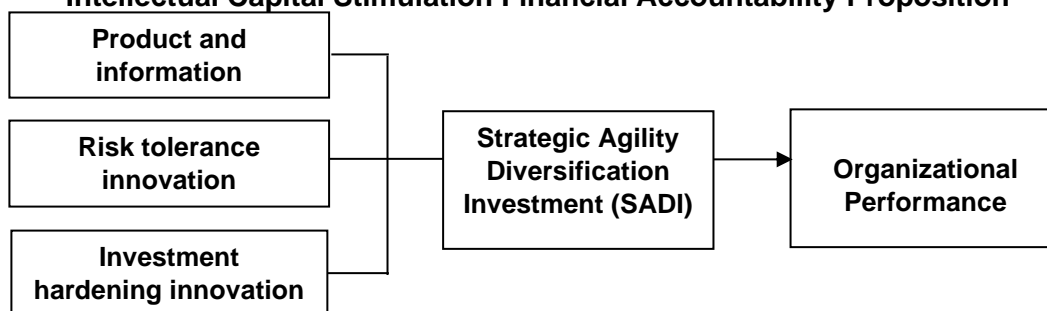 Intellectual Capital Stimulation Financial Accountability Proposition
Product and
information
Risk tolerance
innovation
Investment
hardening innovation
Strategic Agility
Diversification
Investment (SADI)
Organizational
Performance